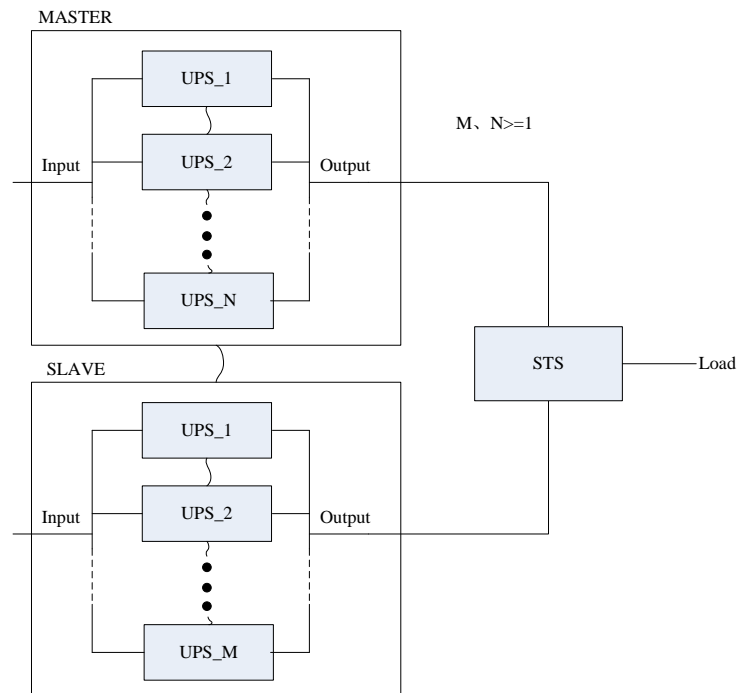 MASTER
UPS_1
M、N>=1
Input
UPS_2
Output
UPS_N
STS
Load
SLAVE
UPS_1
Input
UPS_2
Output
UPS_M